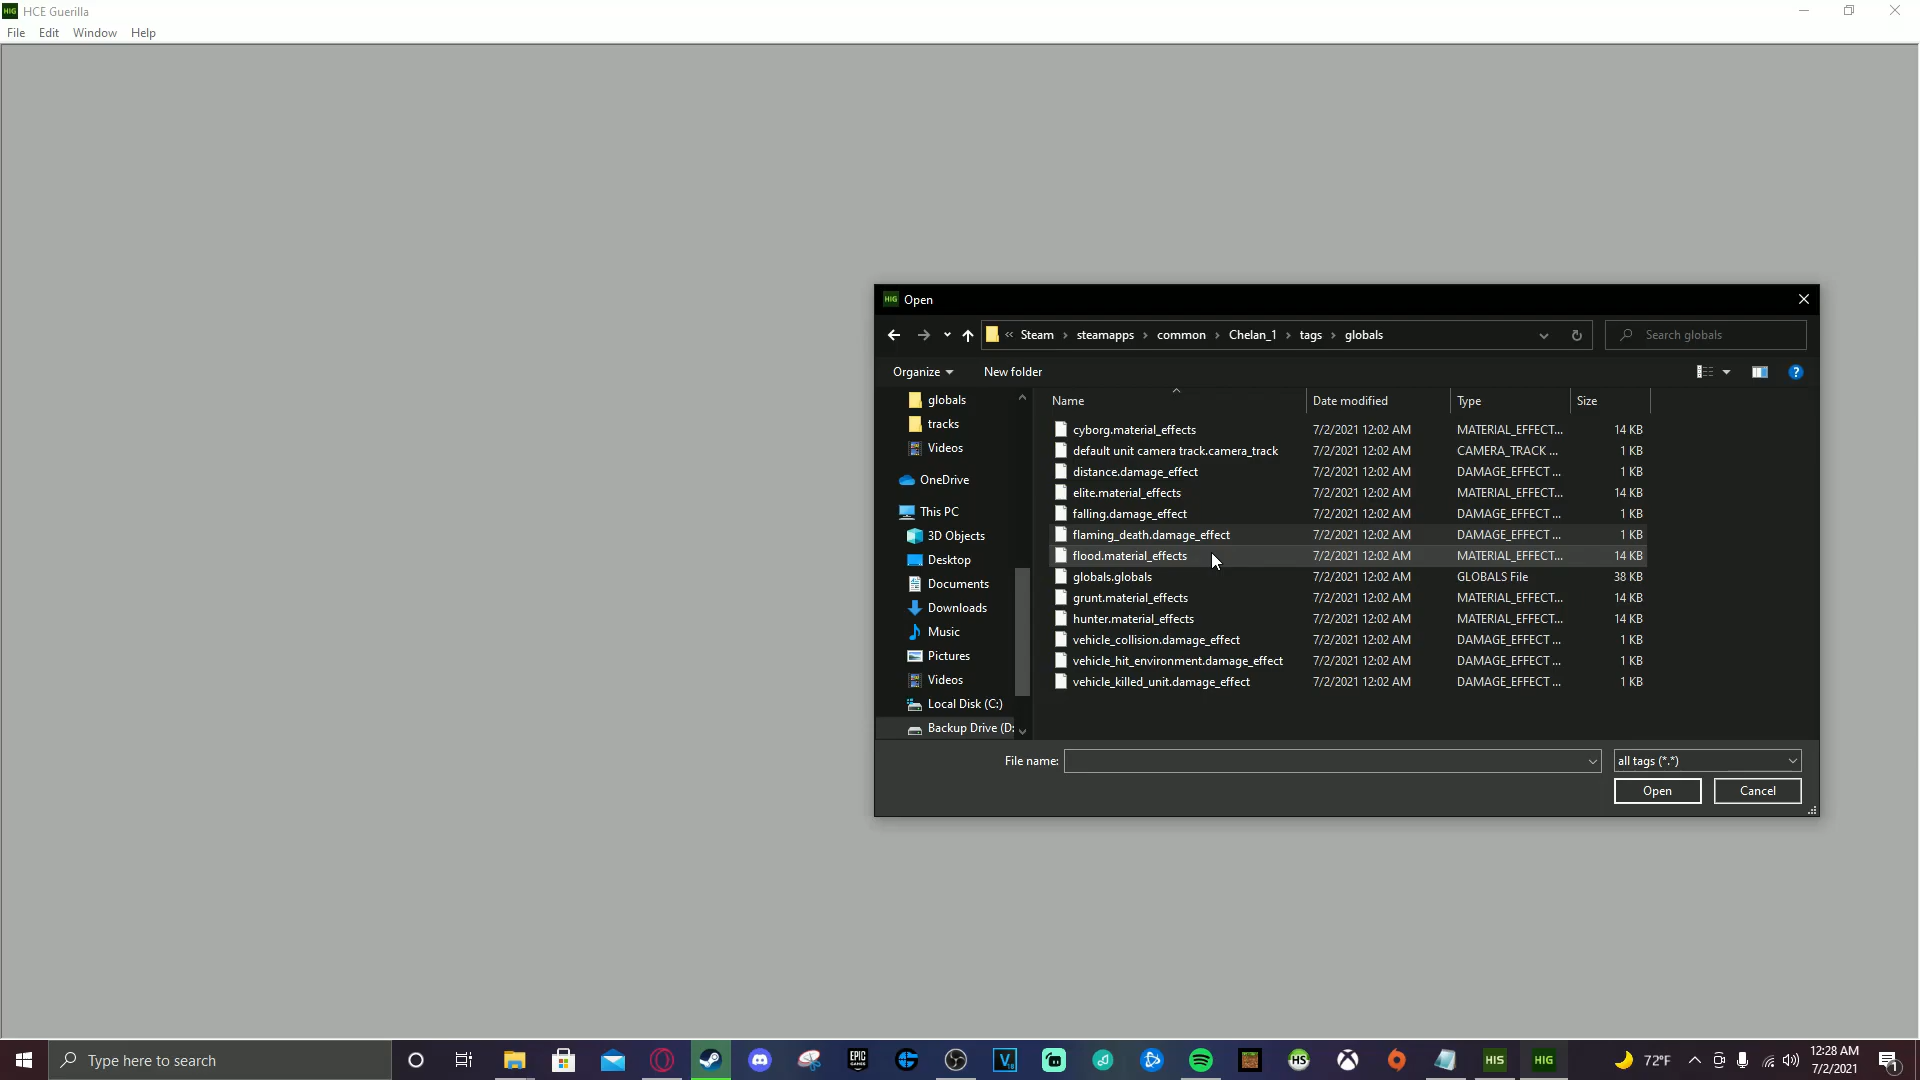 HIG HCE Guerilla
File Edit Window Help
HIG Open
« Steam › steamapps › common › Chelan_1 › tags › globals
Search globals
Organize New folder
globals
tracks
Videos
OneDrive
This PC
3D Objects
Desktop
Documents
Downloads
Music
Pictures
Videos
Local Disk (C:)
Backup Drive (D:
Name Date modified Type Size
cyborg.material_effects 7/2/2021 12:02 AM MATERIAL_EFFECT... 14 KB
default unit camera track.camera_track 7/2/2021 12:02 AM CAMERA_TRACK ... 1 KB
distance.damage_effect 7/2/2021 12:02 AM DAMAGE_EFFECT ... 1 KB
elite.material_effects 7/2/2021 12:02 AM MATERIAL_EFFECT... 14 KB
falling.damage_effect 7/2/2021 12:02 AM DAMAGE_EFFECT ... 1 KB
flaming_death.damage_effect 7/2/2021 12:02 AM DAMAGE_EFFECT ... 1 KB
flood.material_effects 7/2/2021 12:02 AM MATERIAL_EFFECT... 14 KB
globals.globals 7/2/2021 12:02 AM GLOBALS File 38 KB
grunt.material_effects 7/2/2021 12:02 AM MATERIAL_EFFECT... 14 KB
hunter.material_effects 7/2/2021 12:02 AM MATERIAL_EFFECT... 14 KB
vehicle_collision.damage_effect 7/2/2021 12:02 AM DAMAGE_EFFECT ... 1 KB
vehicle_hit_environment.damage_effect 7/2/2021 12:02 AM DAMAGE_EFFECT ... 1 KB
vehicle_killed_unit.damage_effect 7/2/2021 12:02 AM DAMAGE_EFFECT ... 1 KB
File name: all tags (*.*)
Open Cancel
Type here to search
EPIC GAMES
HS
HIS
HIG
72°F
12:28 AM
7/2/2021
1